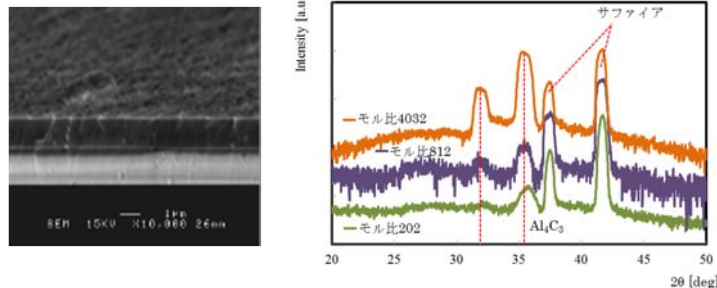 SEM 15KV X10,000 26mm
1μm
Intensity [a.u
サファイア
モル比4032
モル比812
モル比202
Al₄C₃
20 25 30 35 40 45 50
2θ [deg]